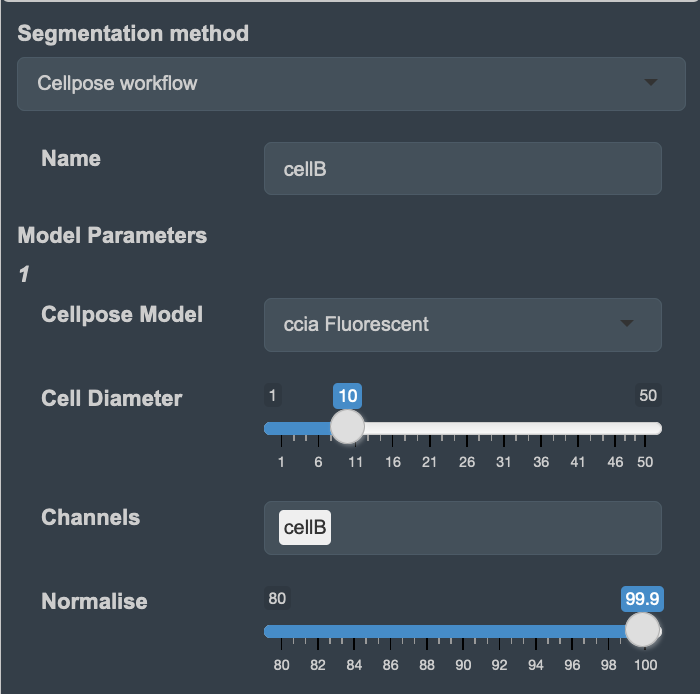 Segmentation method
Cellpose workflow
Name
cellB
Model Parameters
1
Cellpose Model
ccia Fluorescent
Cell Diameter
1 10 50
1 6 11 16 21 26 31 36 41 46 50
Channels
cellB
Normalise
80 99.9
80 82 84 86 88 90 92 94 96 98 100